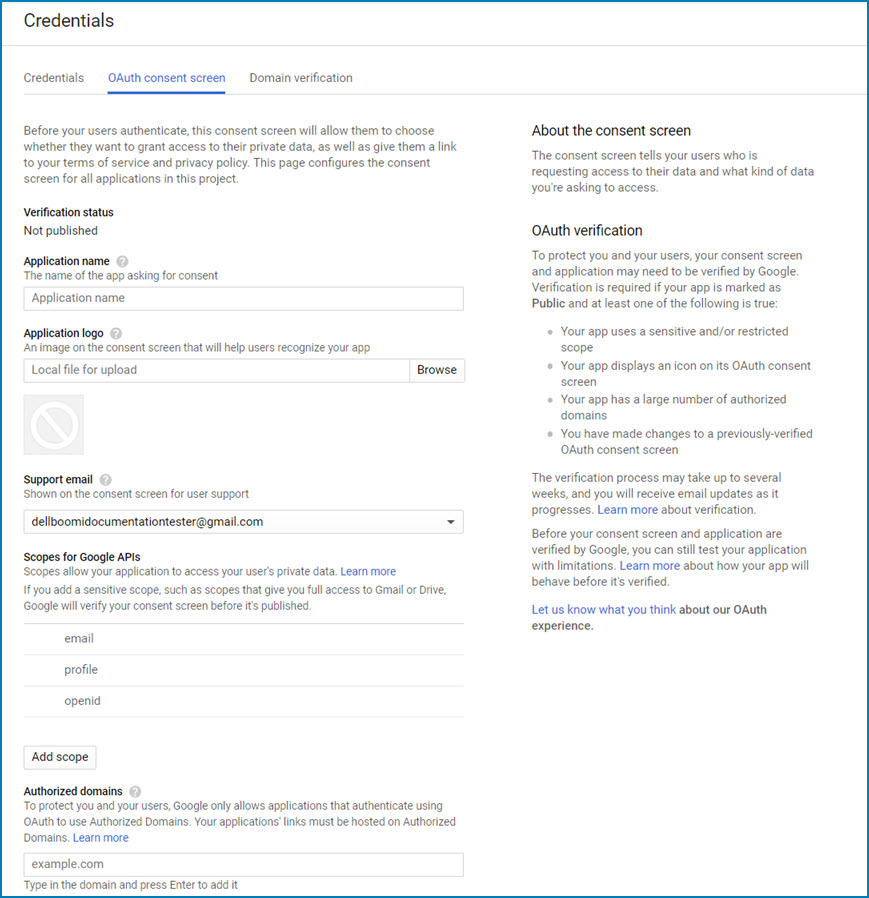 Credentials
Credentials
OAuth consent screen
Domain verification
Before your users authenticate, this consent screen will allow them to choose
whether they want to grant access to their private data, as well as give them a link
to your terms of service and privacy policy. This page configures the consent
screen for all applications in this project.
Verification status
Not published
Application name
The name of the app asking for consent
Application name
Application logo
An image on the consent screen that will help users recognize your app
Local file for upload
Browse
Support email
Shown on the consent screen for user support
dellboomidocumentationtester@gmail.com
Scopes for Google APIs
Scopes allow your application to access your user's private data. Learn more
If you add a sensitive scope, such as scopes that give you full access to Gmail or Drive,
Google will verify your consent screen before it's published.
email
profile
openid
Add scope
Authorized domains
To protect you and your users, Google only allows applications that authenticate using
OAuth to use Authorized Domains. Your applications' links must be hosted on Authorized
Domains. Learn more
example.com
Type in the domain and press Enter to add it
About the consent screen
The consent screen tells your users who is
requesting access to their data and what kind of data
you're asking to access.
OAuth verification
To protect you and your users, your consent screen
and application may need to be verified by Google.
Verification is required if your app is marked as
Public and at least one of the following is true:
Your app uses a sensitive and/or restricted
scope
Your app displays an icon on its OAuth consent
screen
Your app has a large number of authorized
domains
You have made changes to a previously-verified
OAuth consent screen
The verification process may take up to several
weeks, and you will receive email updates as it
progresses. Learn more about verification.
Before your consent screen and application are
verified by Google, you can still test your application
with limitations. Learn more about how your app will
behave before it's verified.
Let us know what you think about our OAuth
experience.